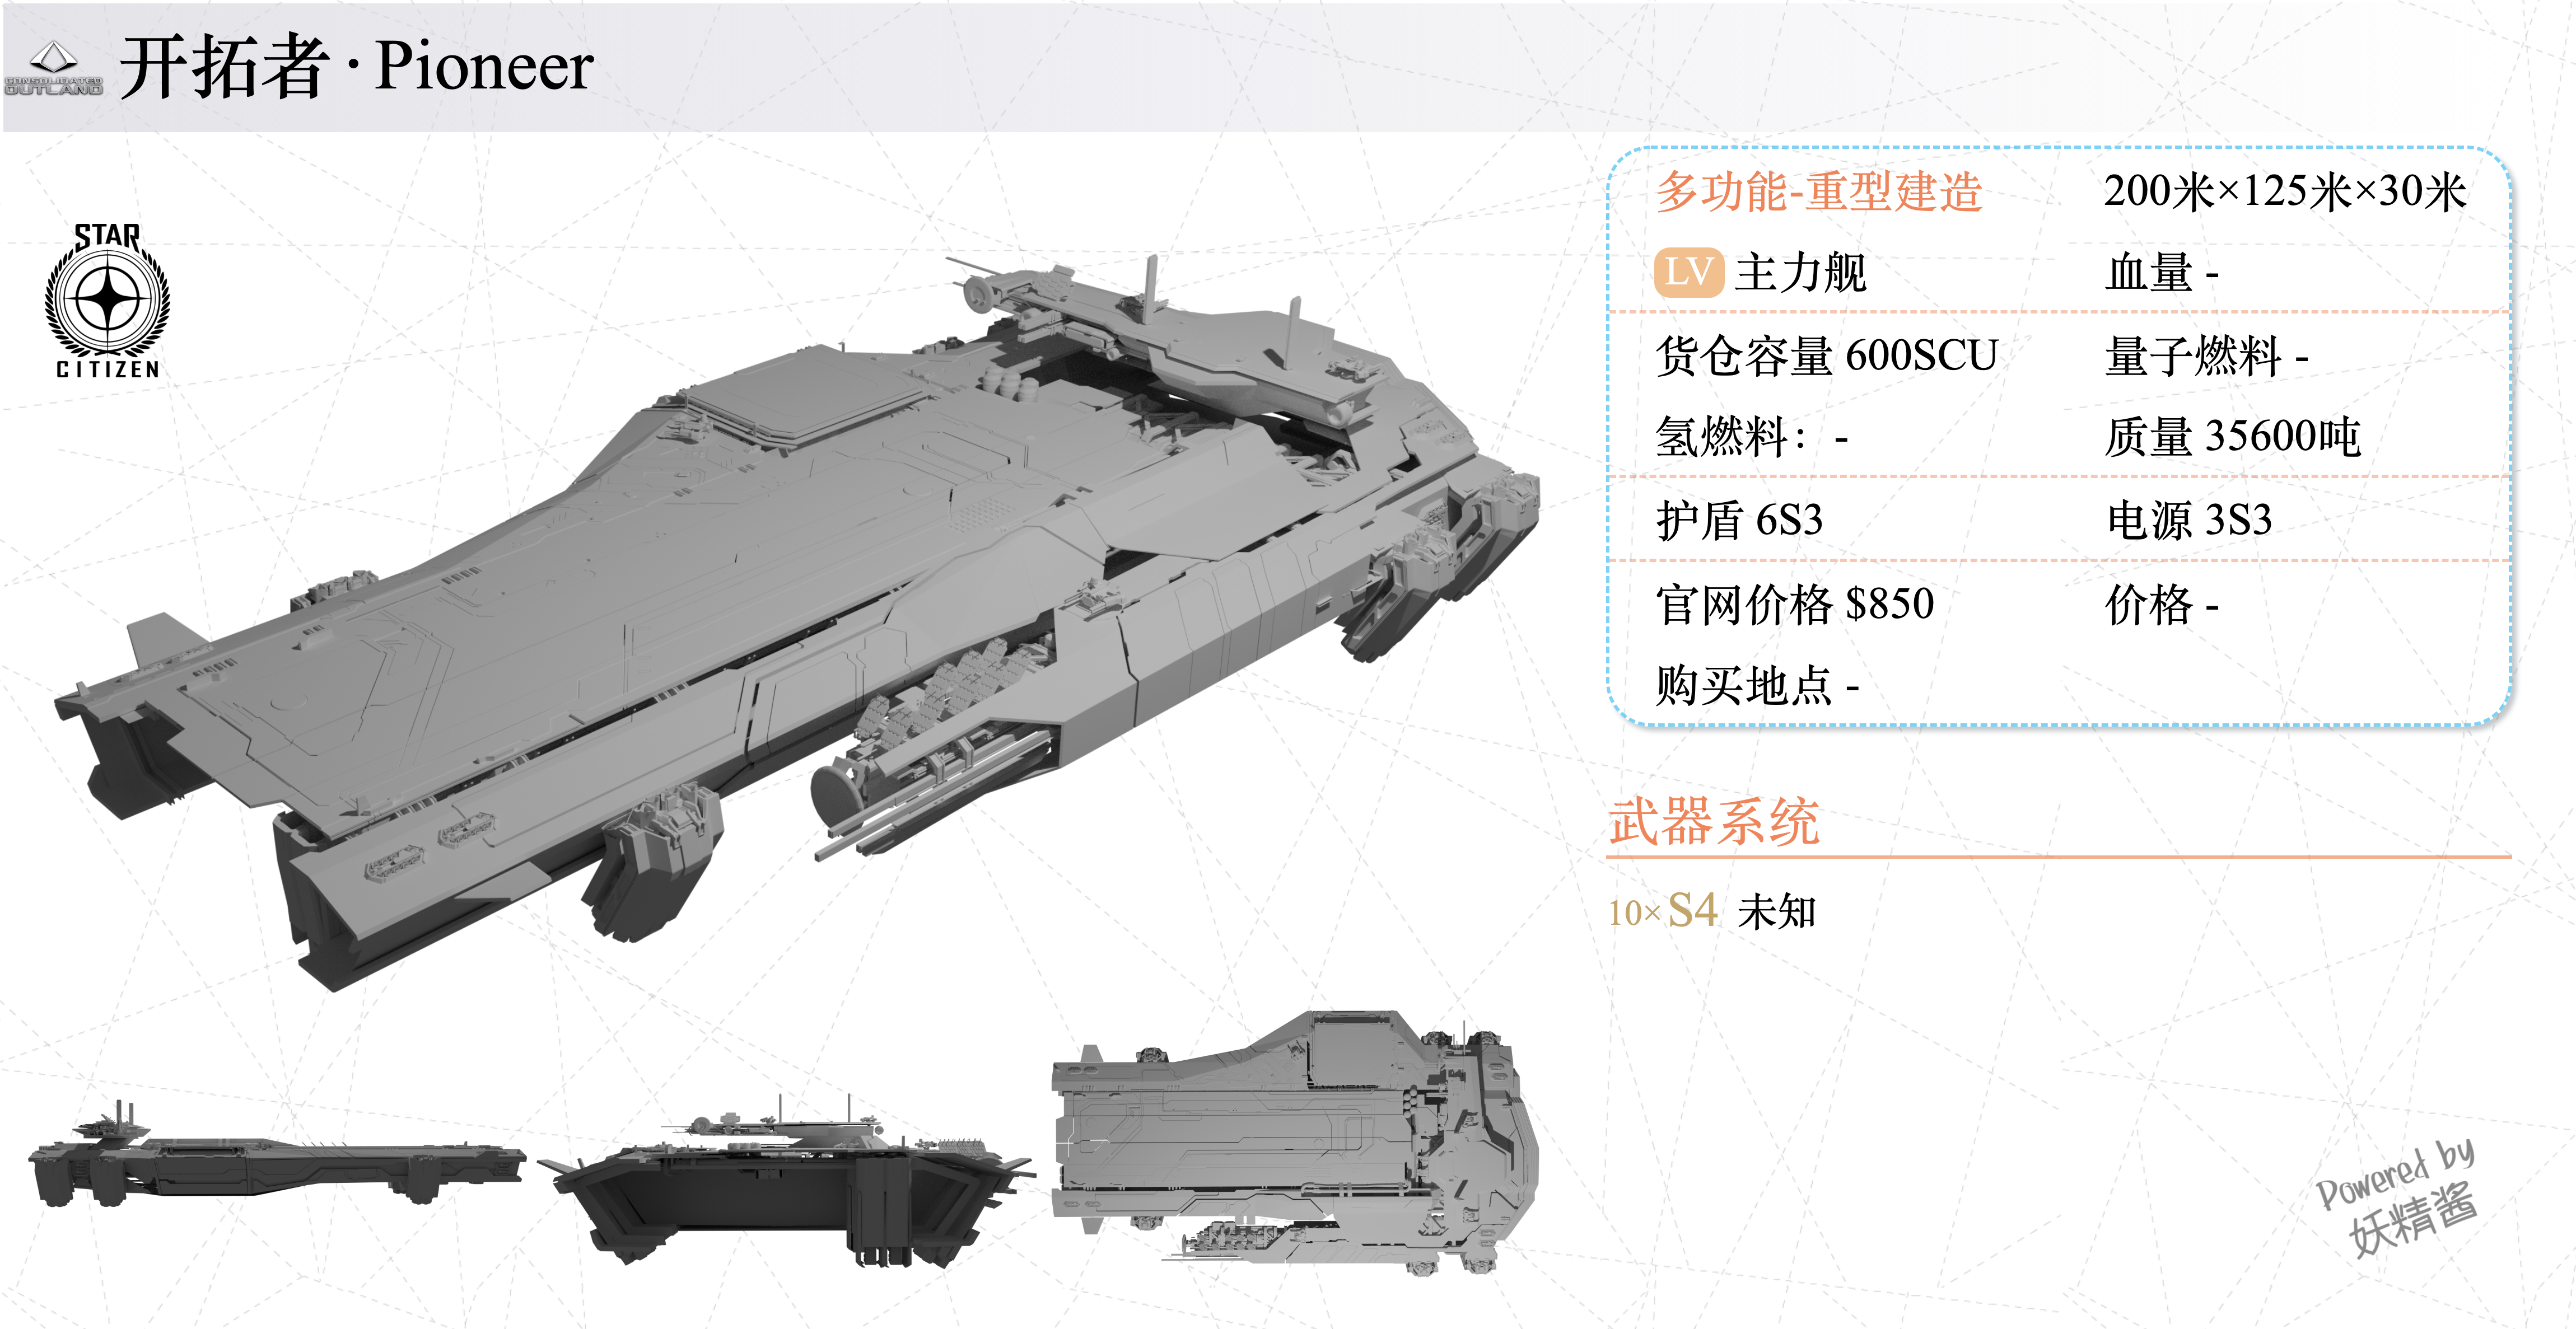 CONSOLIDATED
OUTLAND
开拓者·Pioneer
STAR
CITIZEN
多功能-重型建造 200米×125米×30米
LV 主力舰 血量 -
货仓容量 600SCU 量子燃料 -
氢燃料：- 质量 35600吨
护盾 6S3 电源 3S3
官网价格 $850 价格 -
购买地点 -
武器系统
10× S4 未知
Powered by
妖精酱